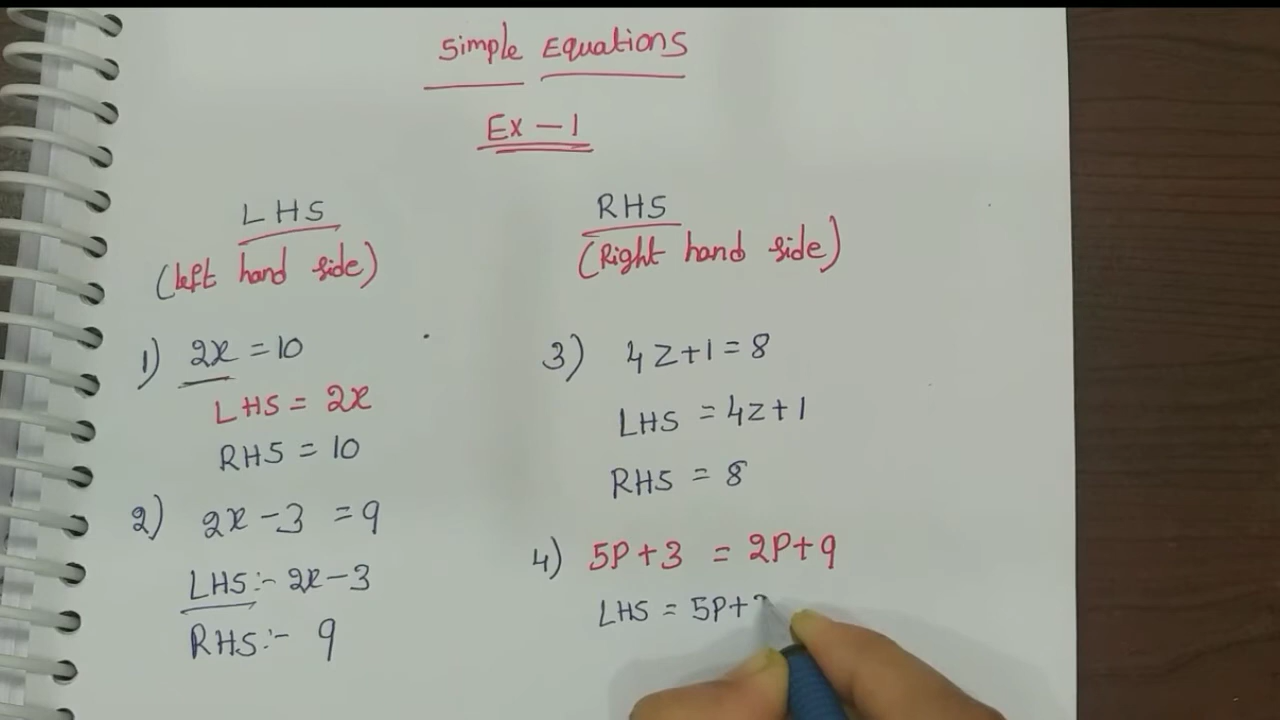 Simple Equations
Ex - 1
LHS
(left hand side)
1) 2x = 10
LHS = 2x
RHS = 10
2) 2x - 3 = 9
LHS:- 2x - 3
RHS:- 9
RHS
(Right hand side)
3) 4z + 1 = 8
LHS = 4z + 1
RHS = 8
4) 5P + 3 = 2P + 9
LHS = 5P +